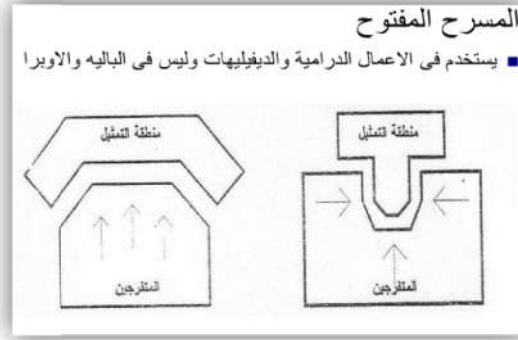 المسرح المفتوح
يستخدم فى الاعمال الدرامية والديفيليهات وليس فى الباليه والاوبرا
منطقة التمثيل
منطقة التمثيل
المتفرجين
المتفرجين